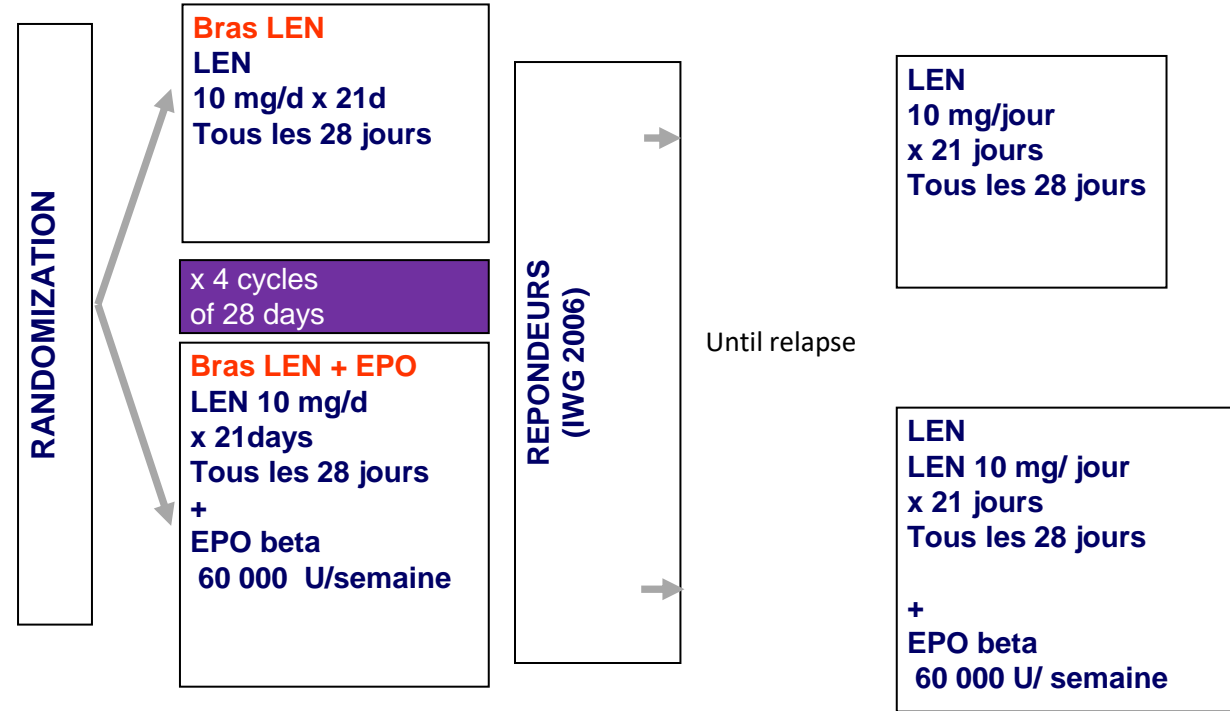 RANDOMIZATION
Bras LEN
LEN
10 mg/d x 21d
Tous les 28 jours
x 4 cycles
of 28 days
Bras LEN + EPO
LEN 10 mg/d
x 21days
Tous les 28 jours
+
EPO beta
60 000 U/semaine
REPONDEURS
(IWG 2006)
Until relapse
LEN
10 mg/jour
x 21 jours
Tous les 28 jours
LEN
LEN 10 mg/ jour
x 21 jours
Tous les 28 jours
+
EPO beta
60 000 U/ semaine